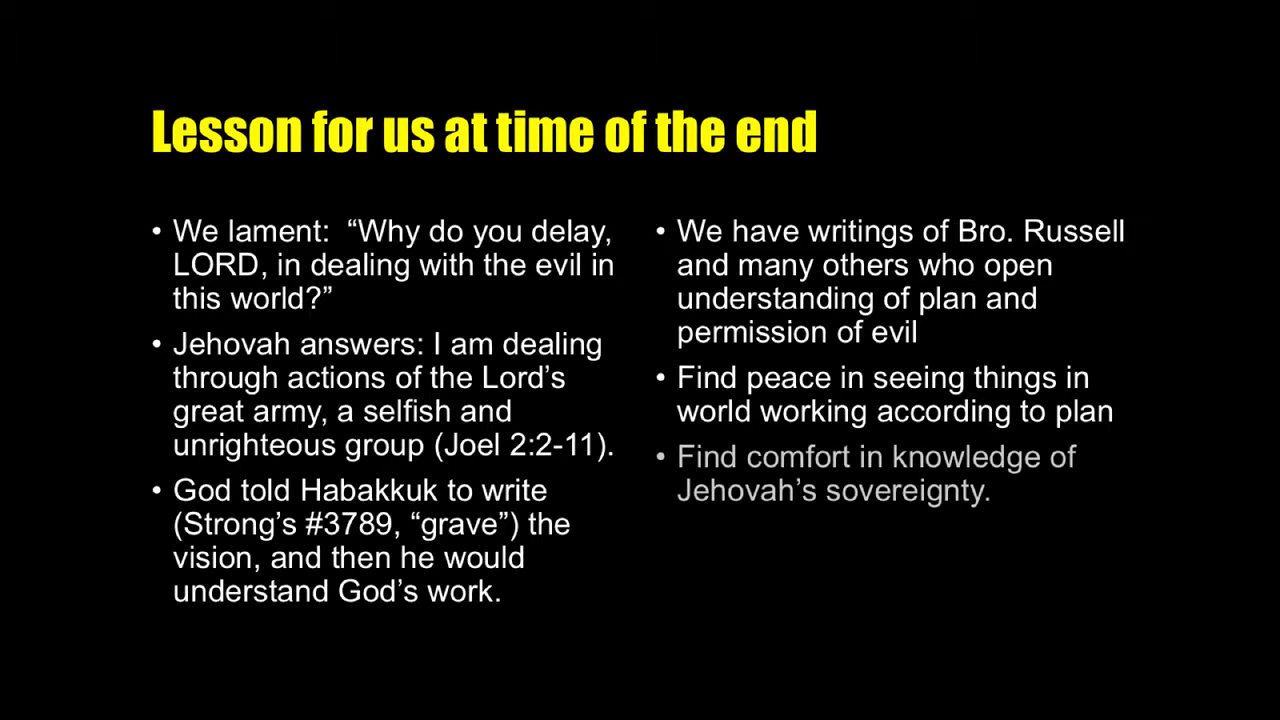 Lesson for us at time of the end
• We lament:  “Why do you delay,
LORD, in dealing with the evil in
this world?”
• Jehovah answers: I am dealing
through actions of the Lord’s
great army, a selfish and
unrighteous group (Joel 2:2-11).
• God told Habakkuk to write
(Strong’s #3789, “grave”) the
vision, and then he would
understand God’s work.
• We have writings of Bro. Russell
and many others who open
understanding of plan and
permission of evil
• Find peace in seeing things in
world working according to plan
• Find comfort in knowledge of
Jehovah’s sovereignty.